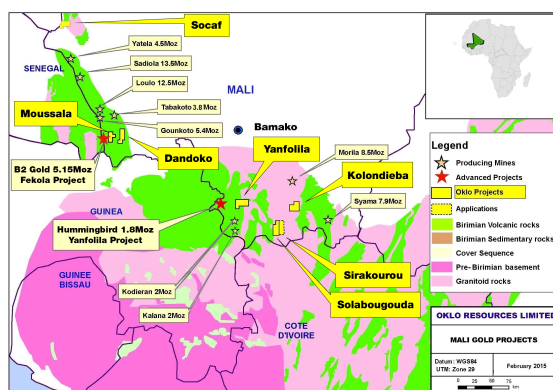 Socaf
Yatela 4.5Moz
SENEGAL
Sadiola 13.5Moz
Loulo 12.5Moz
MALI
Moussala
Tabakoto 3.8Moz
Gounkoto 5.4Moz
Bamako
Yanfolila
Dandoko
Morila 8.5Moz
B2 Gold 5.15Moz
Fekola Project
Kolondieba
Syama 7.9Moz
GUINEA
Hummingbird 1.8Moz
Yanfolila Project
GUINEE
BISSAU
Kodieran 2Moz
Sirakourou
Kalana 2Moz
Solabougouda
COTE
D'IVOIRE
Legend
Producing Mines
Advanced Projects
Oklo Projects
Applications
Birimian Volcanic rocks
Birimian Sedimentary rocks
Cover Sequence
Pre-Birimian basement
Granitoid rocks
OKLO RESOURCES LIMITED
MALI GOLD PROJECTS
Datum: WGS84
UTM: Zone 29
February 2015
0 25 50 75
km